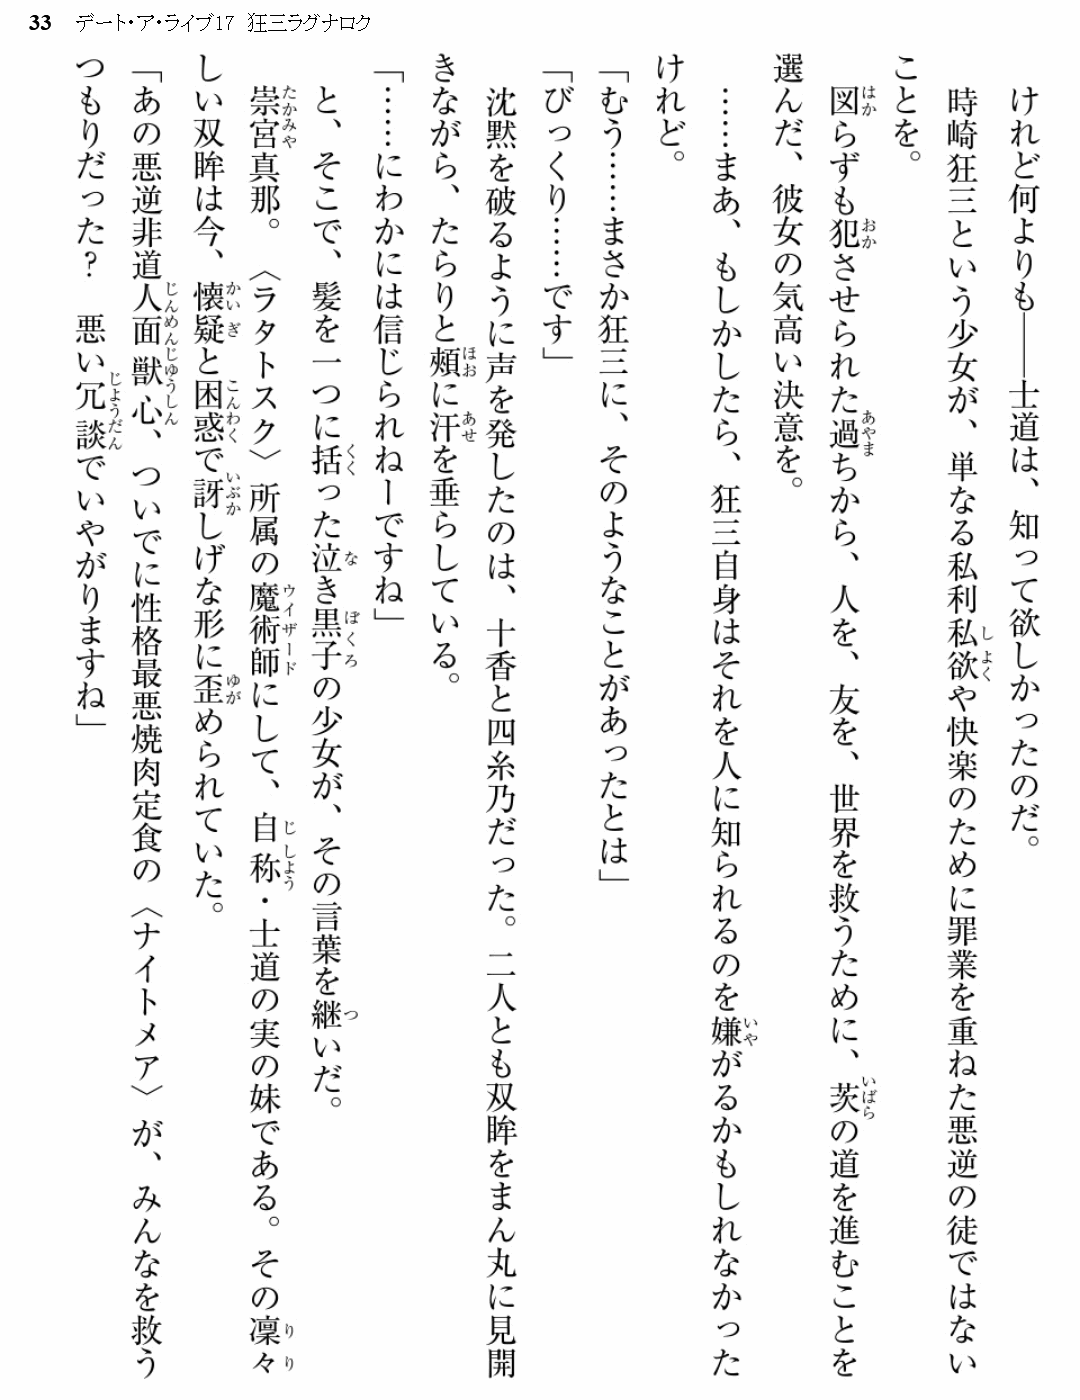 33 デート・ア・ライブ17 狂三ラグナロク
けれど何よりも――士道は、知って欲しかったのだ。
時崎狂三という少女が、単なる私利私欲や快楽のために罪業を重ねた悪逆の徒ではない
ことを。
図らずも犯させられた過ちから、人を、友を、世界を救うために、茨の道を進むことを
選んだ、彼女の気高い決意を。
……まあ、もしかしたら、狂三自身はそれを人に知られるのを嫌がるかもしれなかった
けれど。
「むう……まさか狂三に、そのようなことがあったとは」
「びっくり……です」
沈黙を破るように声を発したのは、十香と四糸乃だった。二人とも双眸をまん丸に見開
きながら、たらりと頰に汗を垂らしている。
「……にわかには信じられねーですね」
と、そこで、髪を一つに括った泣き黒子の少女が、その言葉を継いだ。
崇宮真那。〈ラタトスク〉所属の魔術師にして、自称・士道の実の妹である。その凜々
しい双眸は今、懐疑と困惑で訝しげな形に歪められていた。
「あの悪逆非道人面獣心、ついでに性格最悪焼肉定食の〈ナイトメア〉が、みんなを救う
つもりだった? 悪い冗談でいやがりますね」